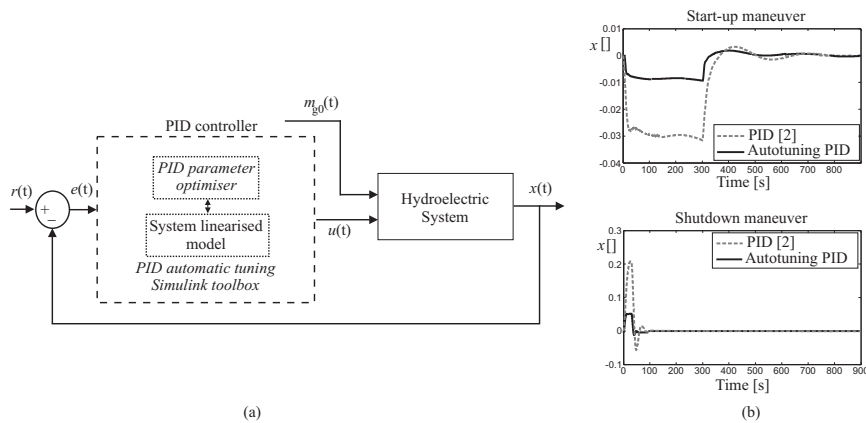 PID controller
m_g0(t)
r(t)
e(t)
+
−
PID parameter
optimiser
System linearised
model
PID automatic tuning
Simulink toolbox
u(t)
Hydroelectric
System
x(t)
(a)
Start-up maneuver
x []
0.01
0
-0.01
-0.02
-0.03
-0.04
PID [2]
Autotuning PID
0 100 200 300 400 500 600 700 800 900
Time [s]
Shutdown maneuver
x []
0.3
0.2
0.1
0
-0.1
PID [2]
Autotuning PID
0 100 200 300 400 500 600 700 800 900
Time [s]
(b)